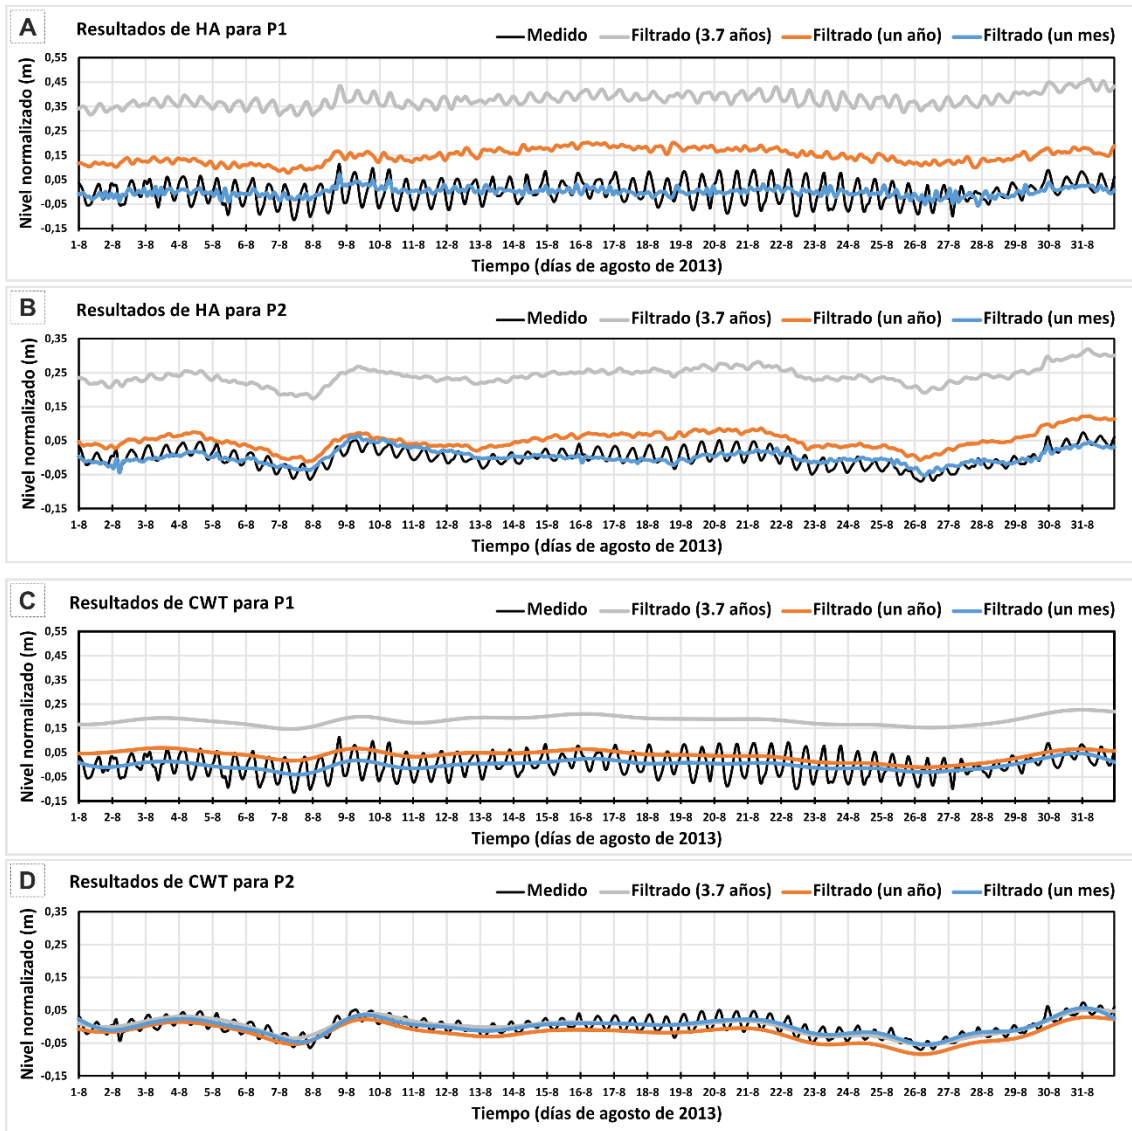 A Resultados de HA para P1
Medido Filtrado (3.7 años) Filtrado (un año) Filtrado (un mes)
Nivel normalizado (m)
0,55
0,45
0,35
0,25
0,15
0,05
-0,05
-0,15
1-8 2-8 3-8 4-8 5-8 6-8 7-8 8-8 9-8 10-8 11-8 12-8 13-8 14-8 15-8 16-8 17-8 18-8 19-8 20-8 21-8 22-8 23-8 24-8 25-8 26-8 27-8 28-8 29-8 30-8 31-8
Tiempo (días de agosto de 2013)
B Resultados de HA para P2
Medido Filtrado (3.7 años) Filtrado (un año) Filtrado (un mes)
Nivel normalizado (m)
0,35
0,25
0,15
0,05
-0,05
-0,15
1-8 2-8 3-8 4-8 5-8 6-8 7-8 8-8 9-8 10-8 11-8 12-8 13-8 14-8 15-8 16-8 17-8 18-8 19-8 20-8 21-8 22-8 23-8 24-8 25-8 26-8 27-8 28-8 29-8 30-8 31-8
Tiempo (días de agosto de 2013)
C Resultados de CWT para P1
Medido Filtrado (3.7 años) Filtrado (un año) Filtrado (un mes)
Nivel normalizado (m)
0,55
0,45
0,35
0,25
0,15
0,05
-0,05
-0,15
1-8 2-8 3-8 4-8 5-8 6-8 7-8 8-8 9-8 10-8 11-8 12-8 13-8 14-8 15-8 16-8 17-8 18-8 19-8 20-8 21-8 22-8 23-8 24-8 25-8 26-8 27-8 28-8 29-8 30-8 31-8
Tiempo (días de agosto de 2013)
D Resultados de CWT para P2
Medido Filtrado (3.7 años) Filtrado (un año) Filtrado (un mes)
Nivel normalizado (m)
0,35
0,25
0,15
0,05
-0,05
-0,15
1-8 2-8 3-8 4-8 5-8 6-8 7-8 8-8 9-8 10-8 11-8 12-8 13-8 14-8 15-8 16-8 17-8 18-8 19-8 20-8 21-8 22-8 23-8 24-8 25-8 26-8 27-8 28-8 29-8 30-8 31-8
Tiempo (días de agosto de 2013)